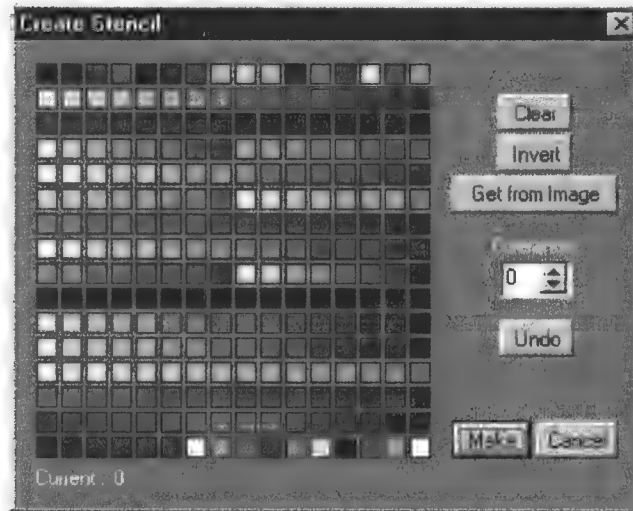 Create Stencil
Clear
Invert
Get from Image
0
Undo
Make
Cancel
Current : 0